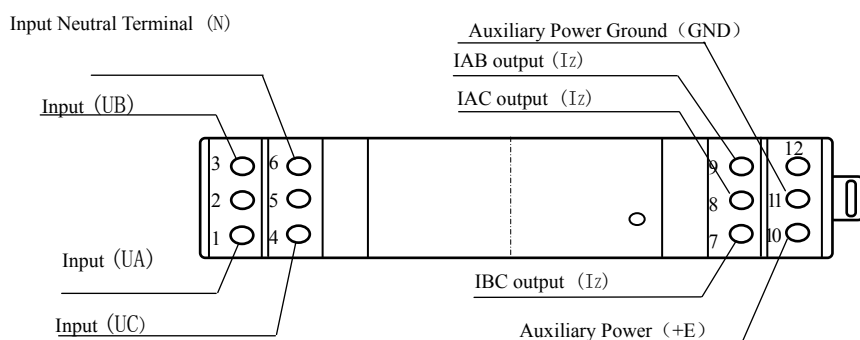 Input Neutral Terminal (N)
Auxiliary Power Ground（GND）
IAB output (Iz)
Input (UB)
IAC output (Iz)
3 6 9 12
2 5 8 11
1 4 7 10
Input (UA)
IBC output (Iz)
Input (UC)
Auxiliary Power（+E）